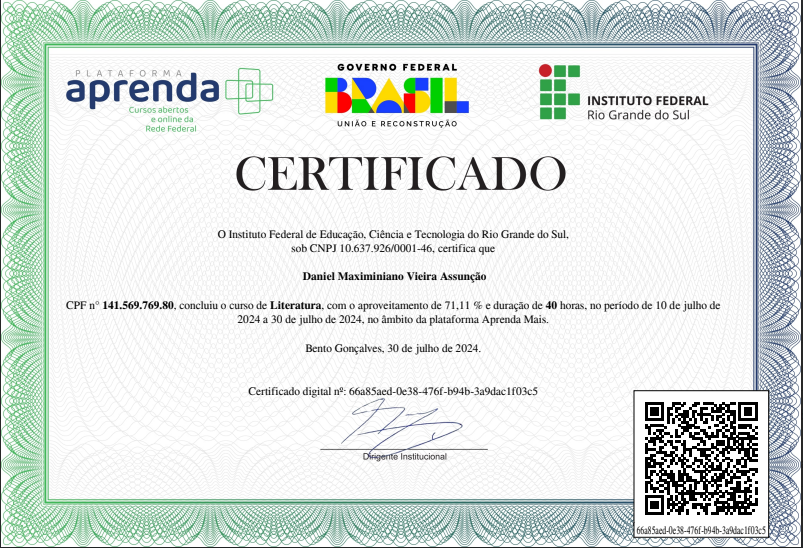 PLATAFORMA
aprenda
Cursos abertos
e online da
Rede Federal
GOVERNO FEDERAL
BRASIL
UNIÃO E RECONSTRUÇÃO
INSTITUTO FEDERAL
Rio Grande do Sul
CERTIFICADO
O Instituto Federal de Educação, Ciência e Tecnologia do Rio Grande do Sul,
sob CNPJ 10.637.926/0001-46, certifica que
Daniel Maximiniano Vieira Assunção
CPF n° 141.569.769.80, concluiu o curso de Literatura, com o aproveitamento de 71,11 % e duração de 40 horas, no período de 10 de julho de
2024 a 30 de julho de 2024, no âmbito da plataforma Aprenda Mais.
Bento Gonçalves, 30 de julho de 2024.
Certificado digital nº: 66a85aed-0e38-476f-b94b-3a9dac1f03c5
Dirigente Institucional
66a85aed-0e38-476f-b94b-3a9dac1f03c5